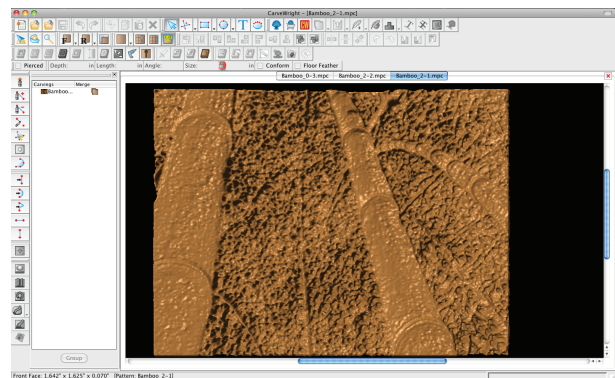 CarveWright - [Bamboo_2-1.mpc]
Pierced Depth: in Length: in Angle: Size: in Conform Floor Feather
Bamboo_0-3.mpc Bamboo_2-2.mpc Bamboo_2-1.mpc
Carvings Merge
Bamboo...
Group
Front Face: 1.642" x 1.625" x 0.070" [Pattern: Bamboo_2-1]